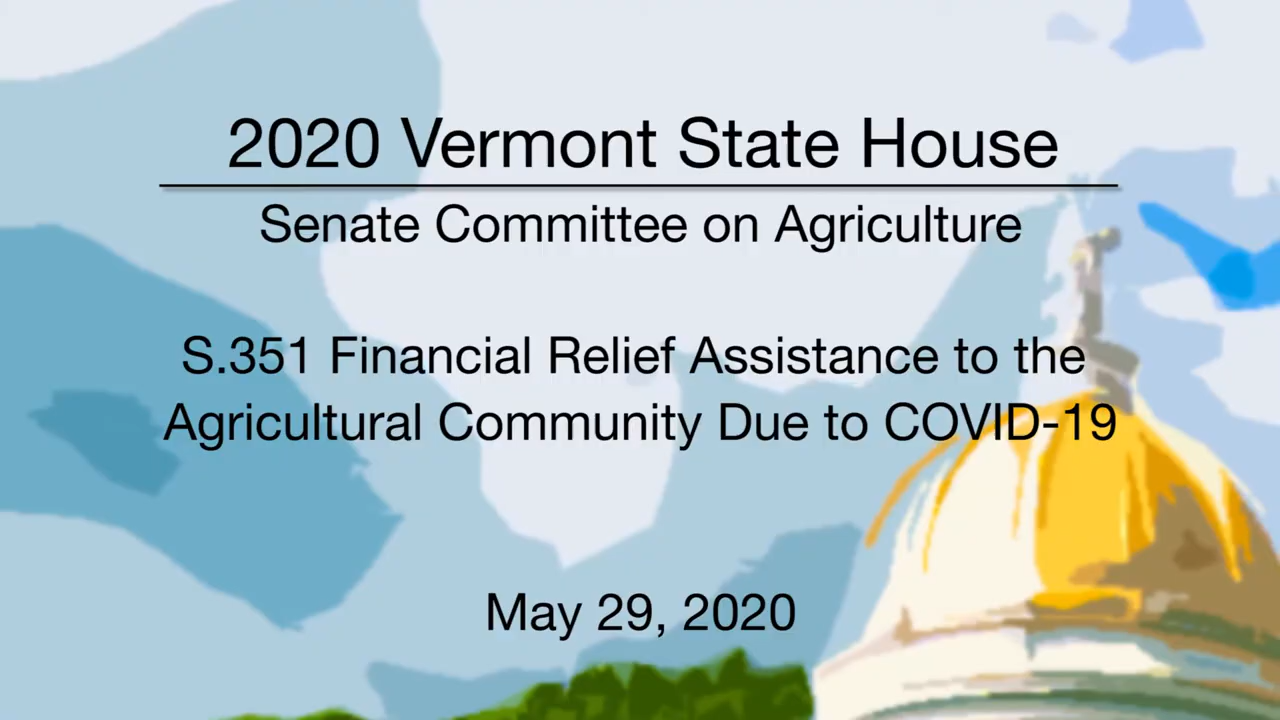 2020 Vermont State House
Senate Committee on Agriculture
S.351 Financial Relief Assistance to the
Agricultural Community Due to COVID-19
May 29, 2020